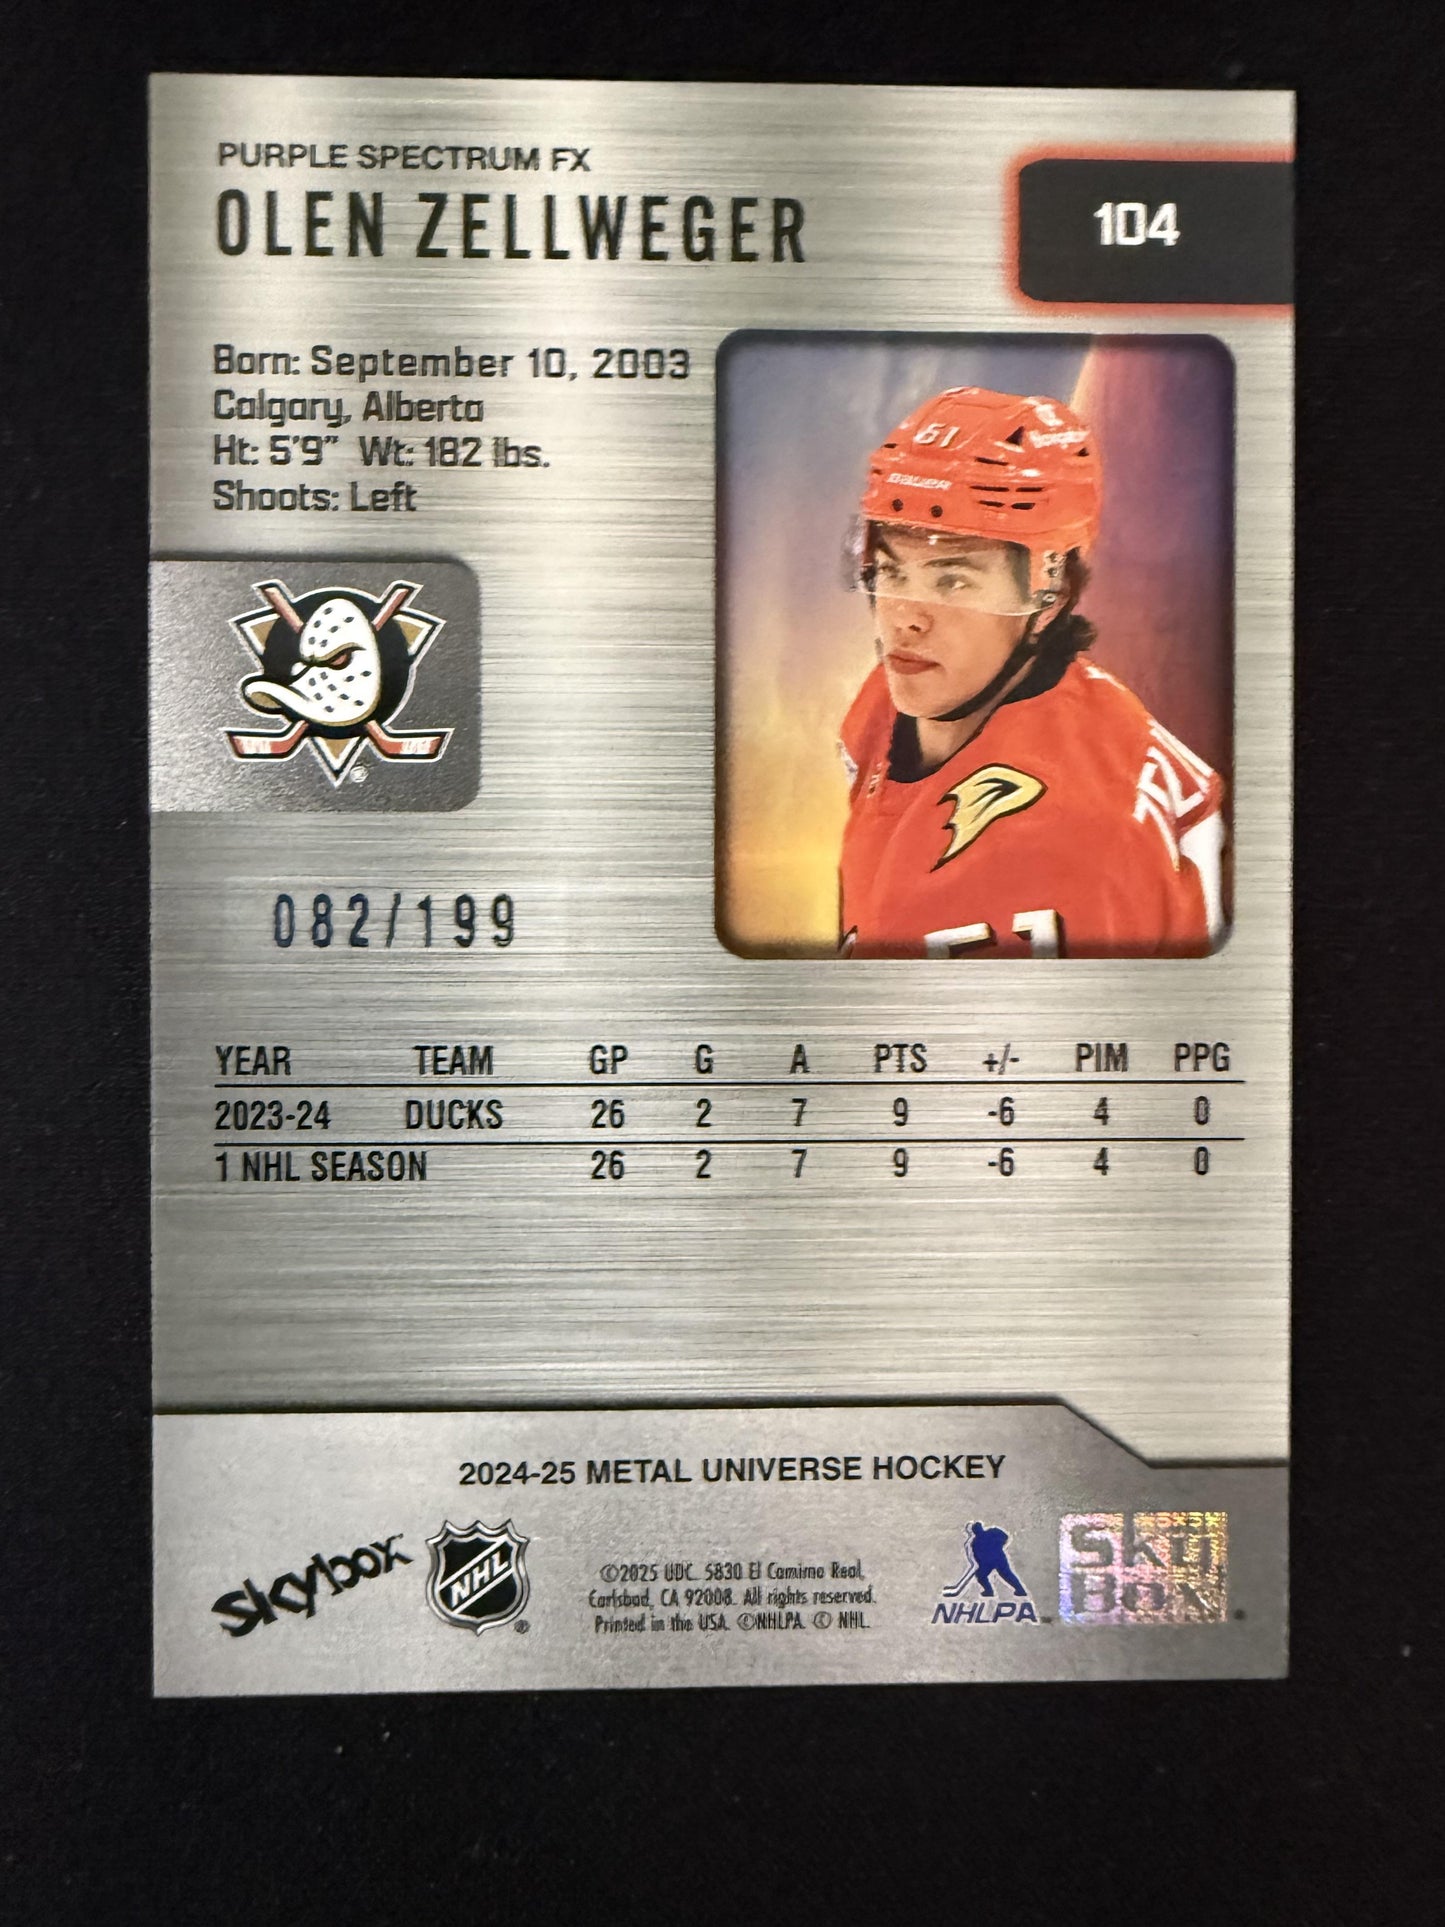 PURPLE SPECTRUM FX
OLEN ZELLWEGER
104
Born: September 10, 2003
Calgary, Alberta
Ht: 5'9" Wt: 182 lbs.
Shoots: Left
61
BAUER
51
082/199
YEAR TEAM GP G A PTS +/- PIM PPG
2023-24 DUCKS 26 2 7 9 -6 4 0
1 NHL SEASON 26 2 7 9 -6 4 0
2024-25 METAL UNIVERSE HOCKEY
skybox
NHL
®
©2025 UDC. 5830 El Camino Real,
Carlsbad, CA 92008. All rights reserved.
Printed in the USA. ©NHLPA. © NHL.
NHLPA
SkyBox